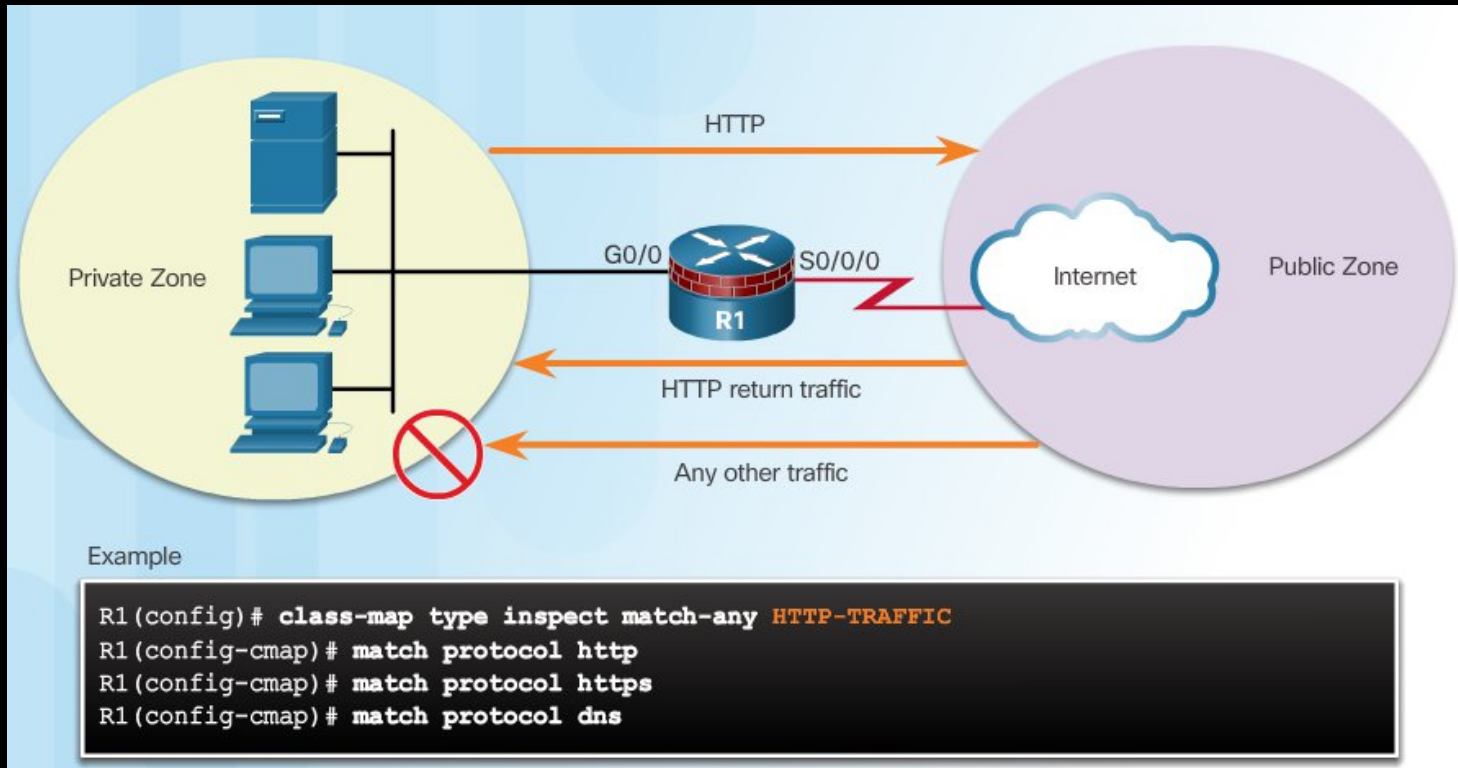 HTTP
Private Zone
G0/0
S0/0/0
R1
Internet
Public Zone
HTTP return traffic
Any other traffic
Example
R1(config)# class-map type inspect match-any HTTP-TRAFFIC
R1(config-cmap)# match protocol http
R1(config-cmap)# match protocol https
R1(config-cmap)# match protocol dns